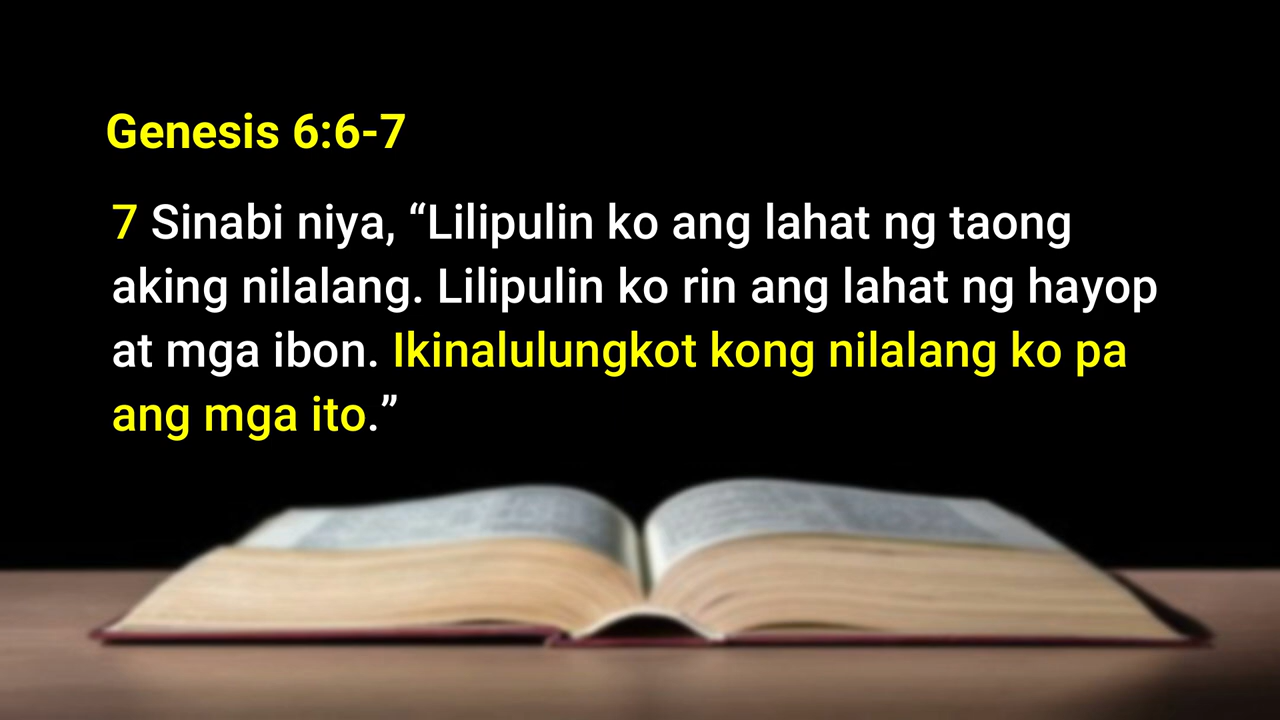 Genesis 6:6-7
7 Sinabi niya, “Lilipulin ko ang lahat ng taong
aking nilalang. Lilipulin ko rin ang lahat ng hayop
at mga ibon. Ikinalulungkot kong nilalang ko pa
ang mga ito.”